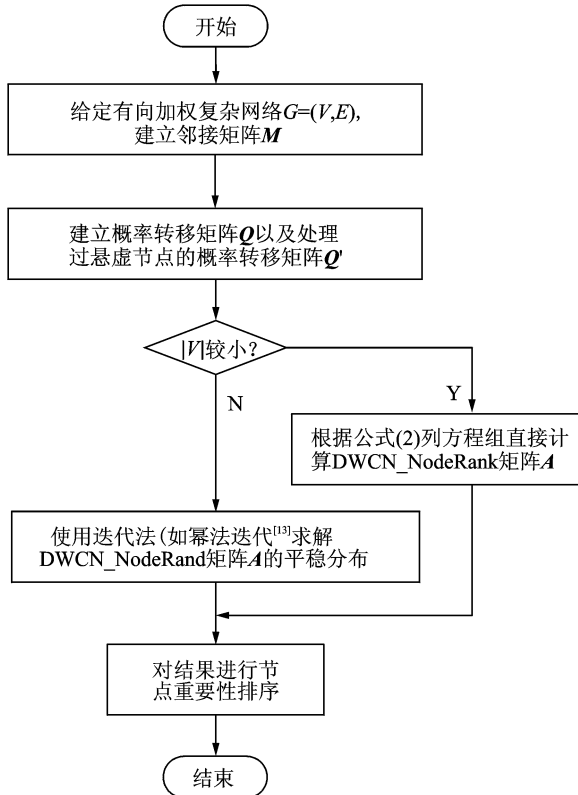 开始
给定有向加权复杂网络G=(V,E),
建立邻接矩阵M
建立概率转移矩阵Q以及处理
过悬虚节点的概率转移矩阵Q'
|V|较小?
N
Y
根据公式(2)列方程组直接计
算DWCN_NodeRank矩阵A
使用迭代法(如幂法迭代[13]求解
DWCN_NodeRand矩阵A的平稳分布
对结果进行节
点重要性排序
结束